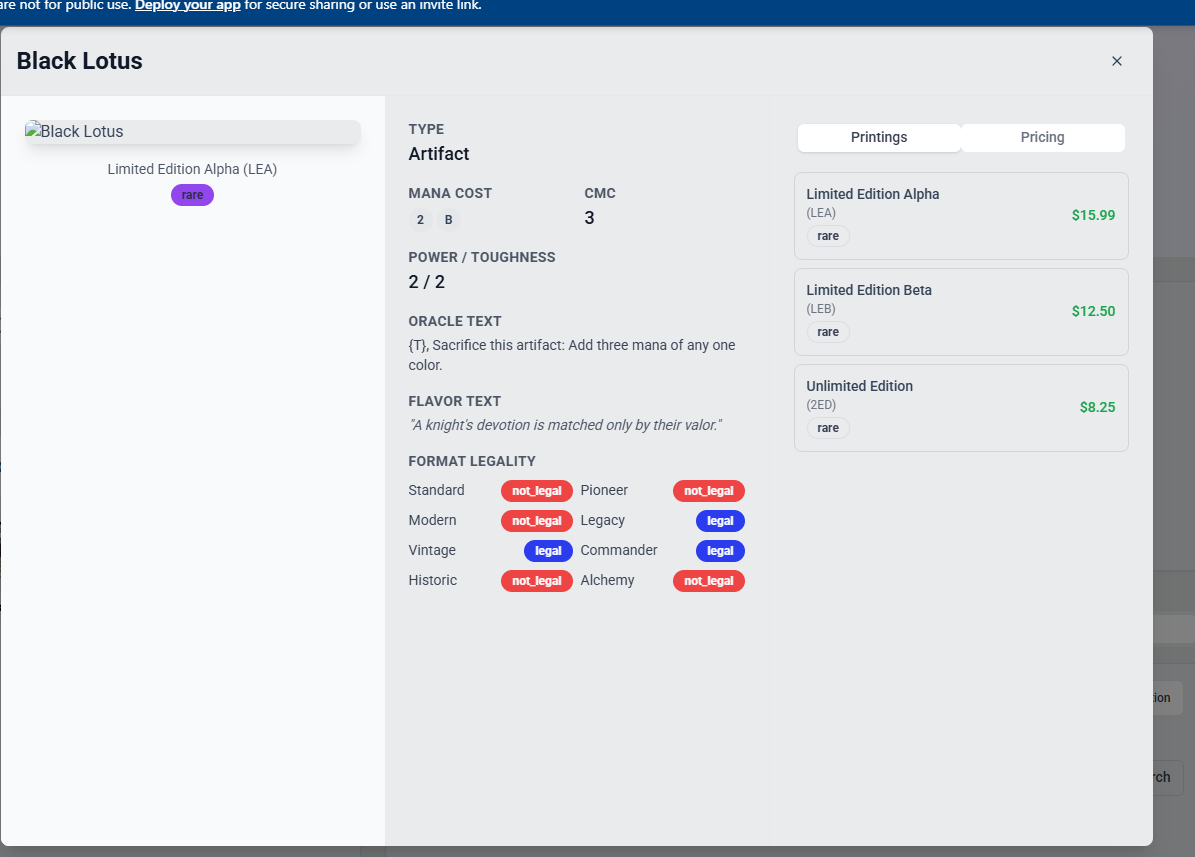 are not for public use. Deploy your app for secure sharing or use an invite link.
Black Lotus
Black Lotus
Limited Edition Alpha (LEA)
rare
TYPE
Artifact
MANA COST
CMC
2 B
3
POWER / TOUGHNESS
2 / 2
ORACLE TEXT
{T}, Sacrifice this artifact: Add three mana of any one
color.
FLAVOR TEXT
"A knight's devotion is matched only by their valor."
FORMAT LEGALITY
Standard not_legal Pioneer not_legal
Modern not_legal Legacy legal
Vintage legal Commander legal
Historic not_legal Alchemy not_legal
Printings Pricing
Limited Edition Alpha
(LEA)
$15.99
rare
Limited Edition Beta
(LEB)
$12.50
rare
Unlimited Edition
(2ED)
$8.25
rare